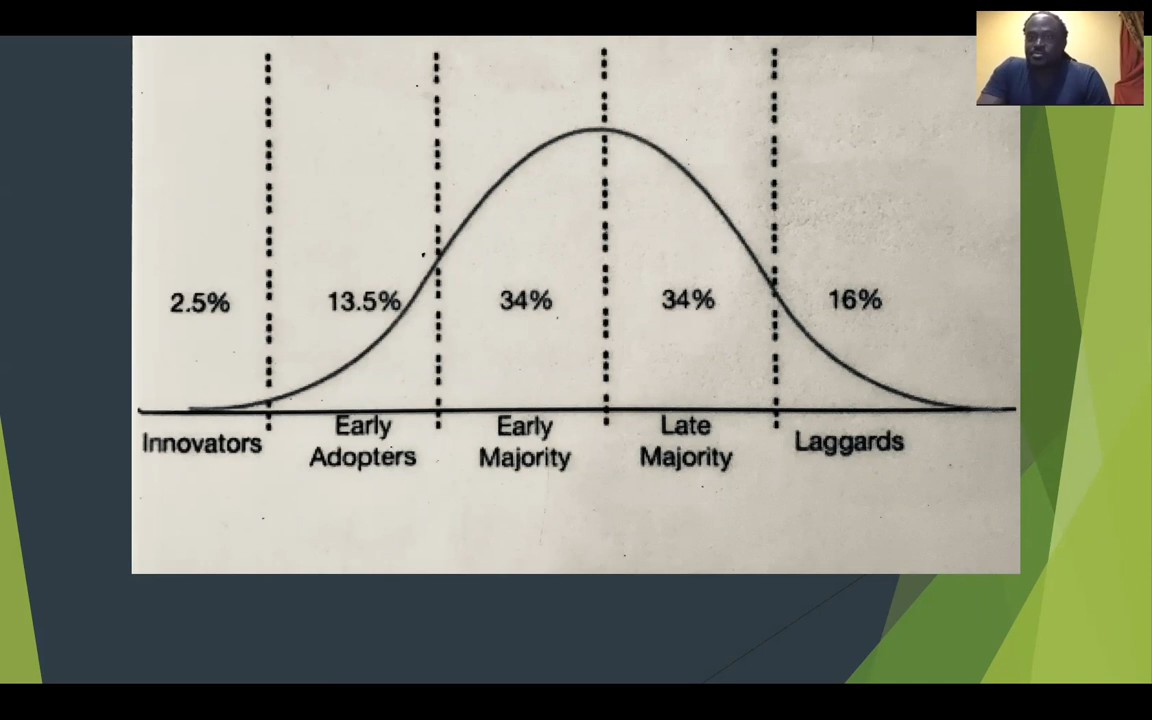 2.5%
13.5%
34%
34%
16%
Innovators
Early
Adopters
Early
Majority
Late
Majority
Laggards